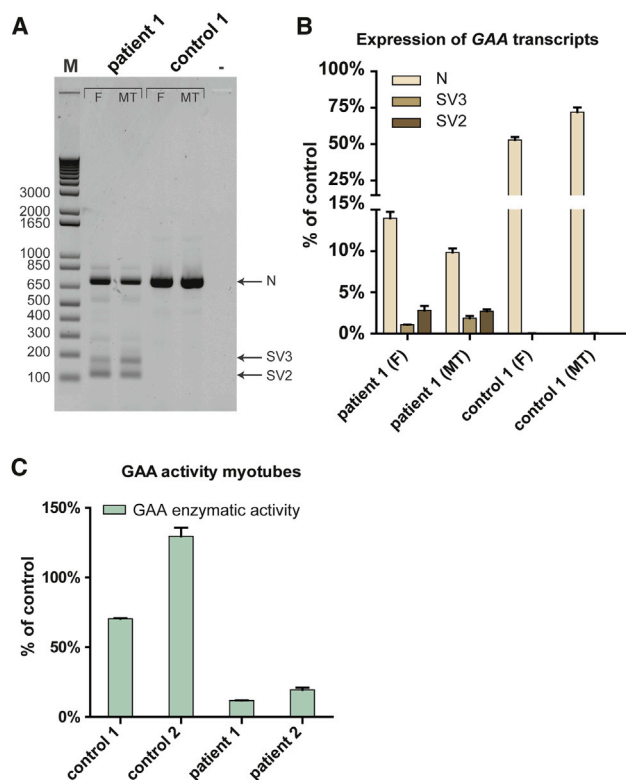 A
patient 1
control 1
M
F
MT
F
MT
-
3000
2000
1650
1000
850
650
500
400
300
200
100
N
SV3
SV2
B
Expression of GAA transcripts
N
SV3
SV2
% of control
100%
75%
50%
25%
15%
10%
5%
0%
patient 1 (F)
patient 1 (MT)
control 1 (F)
control 1 (MT)
C
GAA activity myotubes
GAA enzymatic activity
% of control
150%
100%
50%
0%
control 1
control 2
patient 1
patient 2